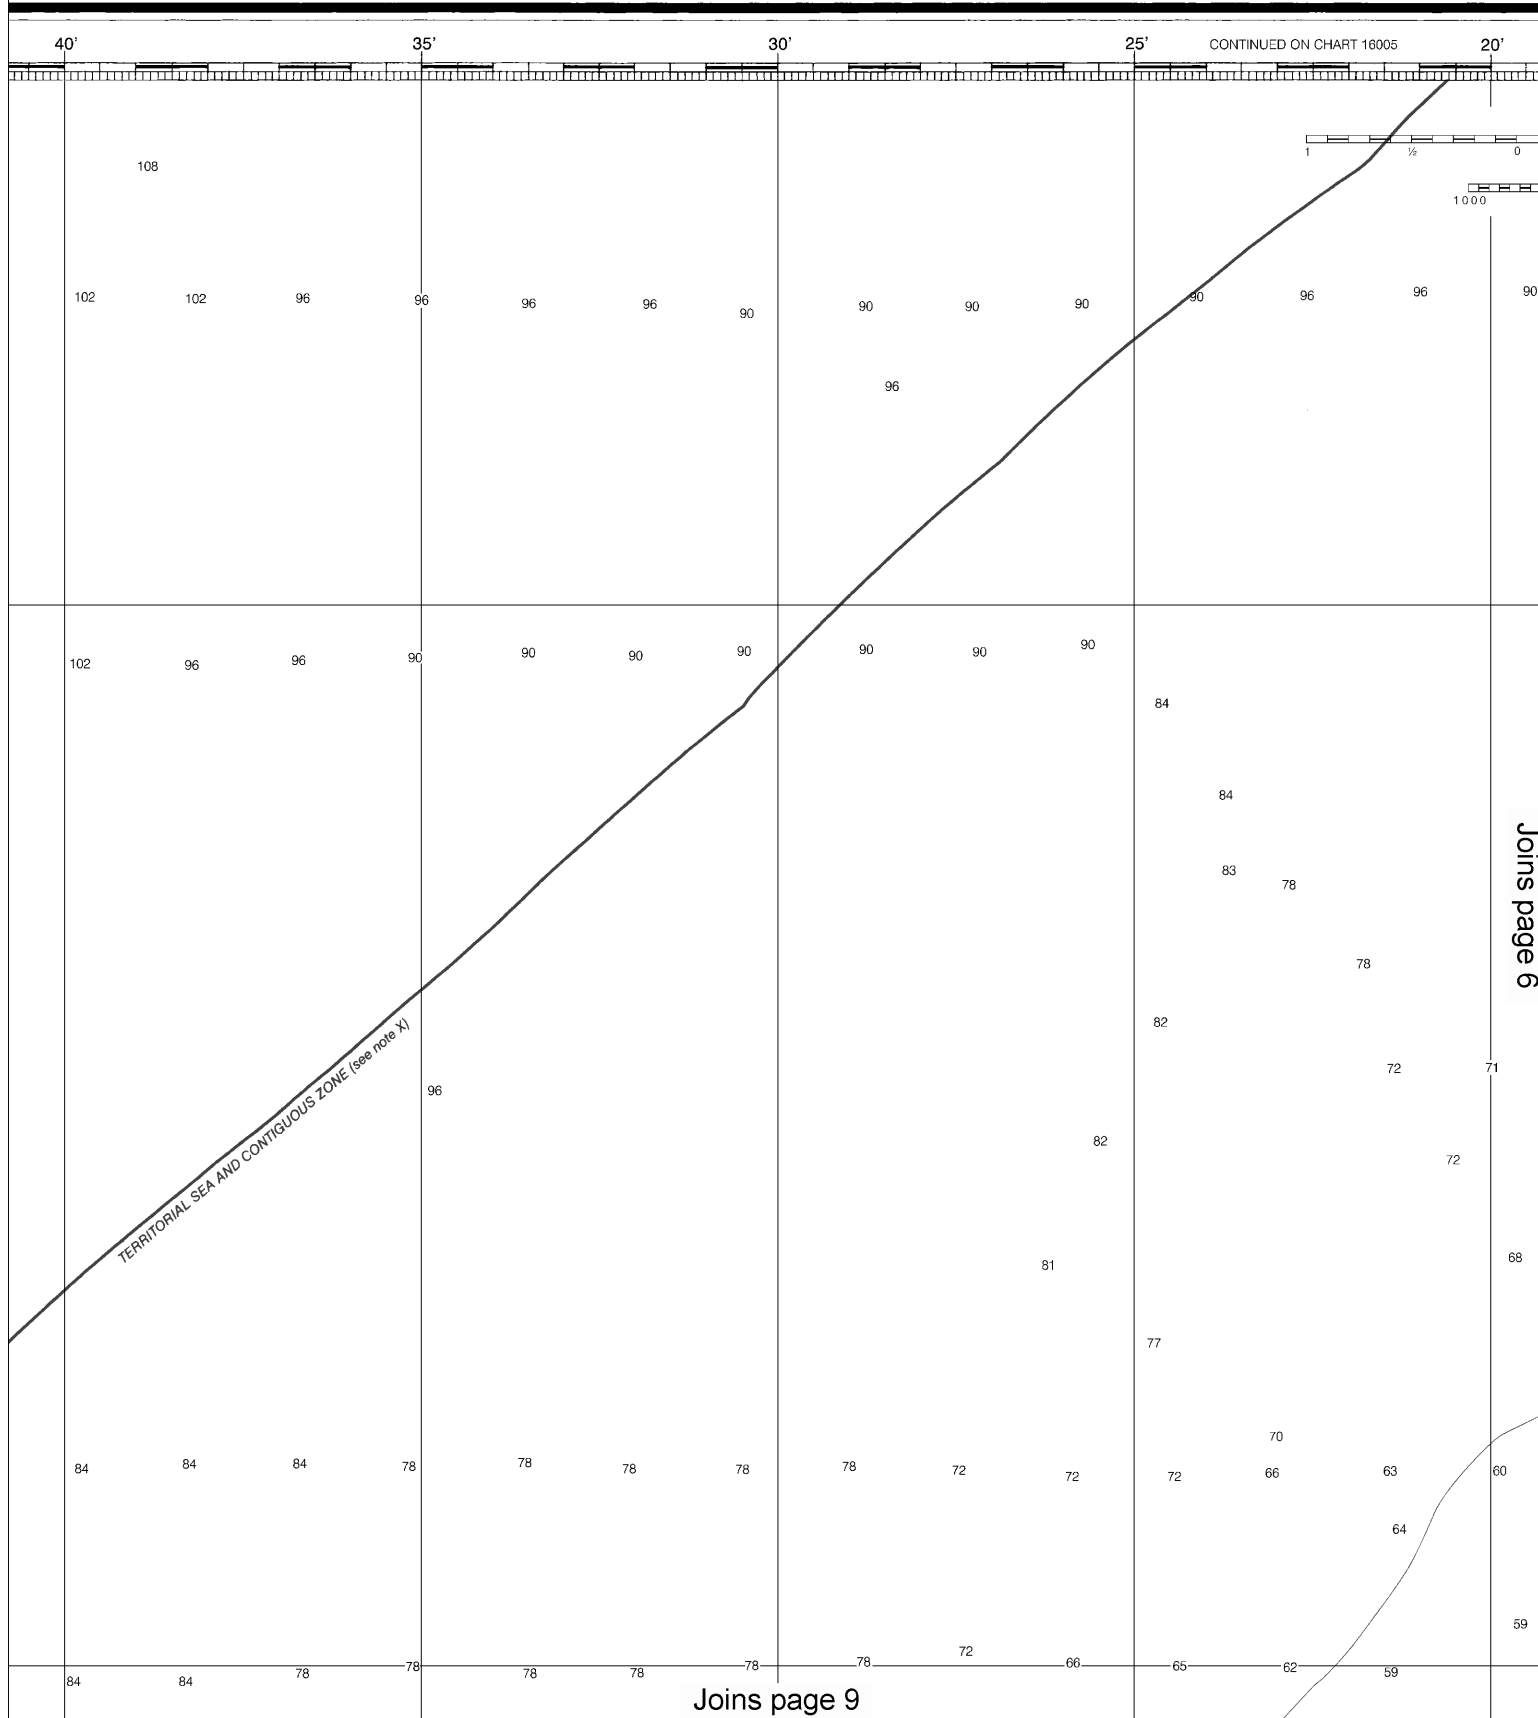 40' 35' 30' 25' CONTINUED ON CHART 16005 20'
1 ½ 0
108
1000
102 102 96 96 96 96 90 90 90 90 90 96 96 90
96
102 96 96 90 90 90 90 90 90 90
84
84
83 78
Joins page 6
78
82
TERRITORIAL SEA AND CONTIGUOUS ZONE (see note X)
72 71
96
82
72
68
81
77
70
84 84 84 78 78 78 78 78 72 72 72 66 63 60
64
59
72
84 84 78 78 78 78 78 78 66 65 62 59
Joins page 9